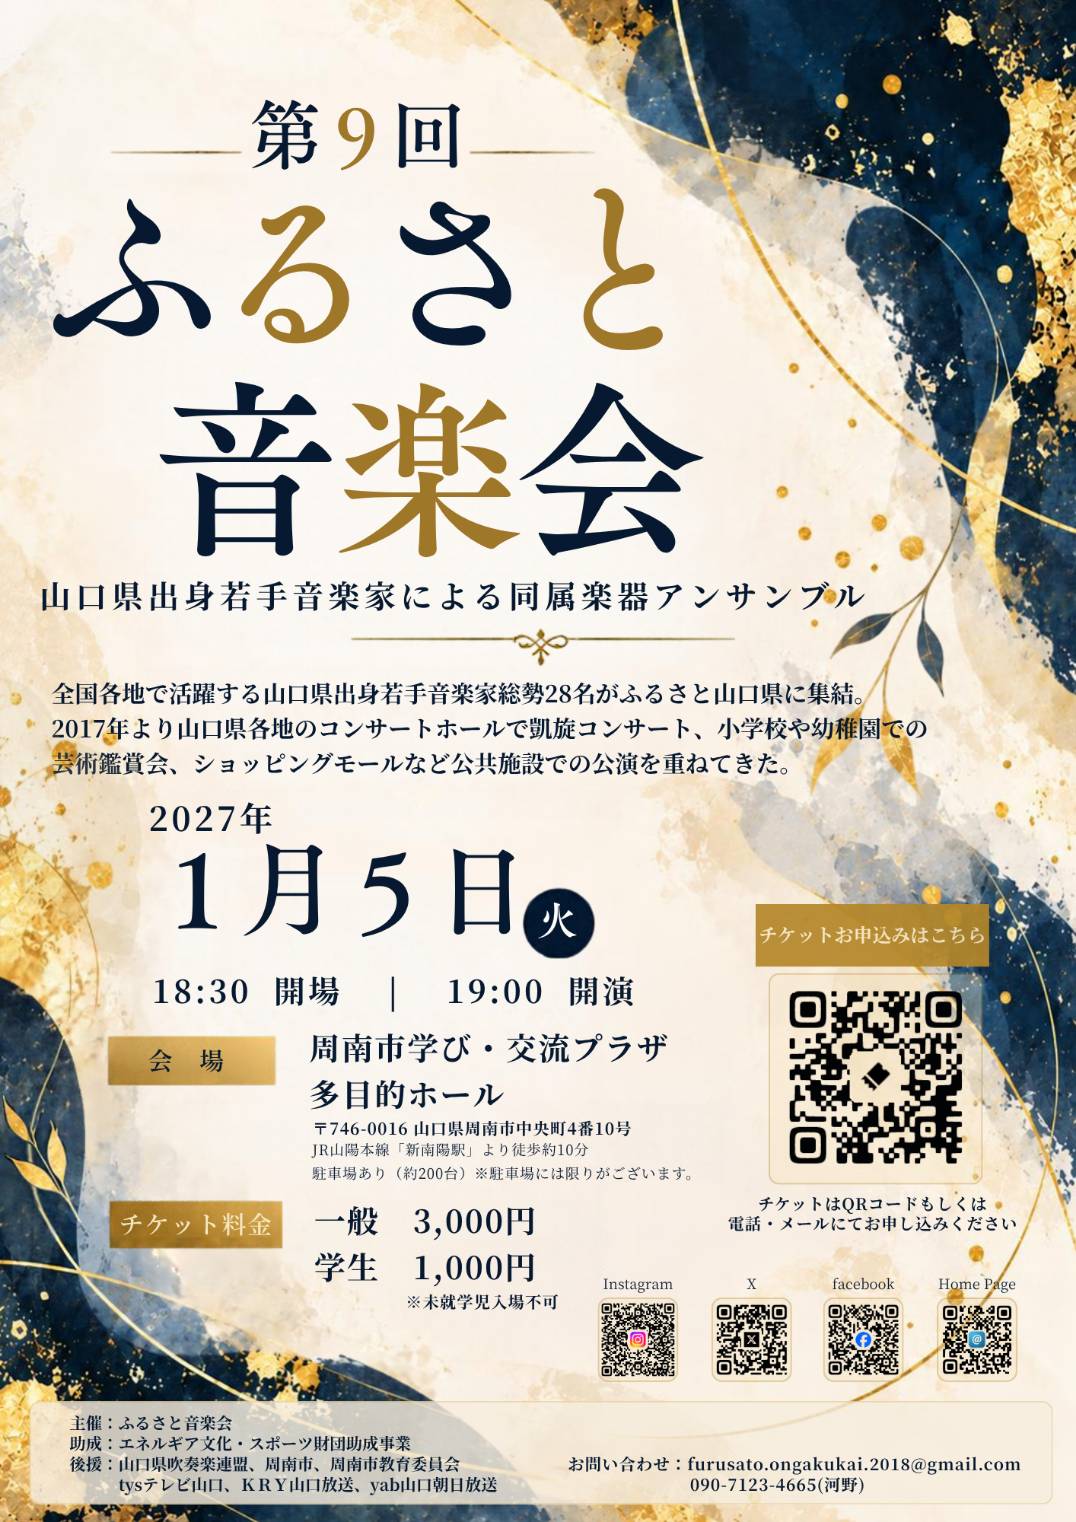 第9回
ふるさと
音楽会
山口県出身若手音楽家による同属楽器アンサンブル
全国各地で活躍する山口県出身若手音楽家総勢28名がふるさと山口県に集結。
2017年より山口県各地のコンサートホールで凱旋コンサート、小学校や幼稚園での
芸術鑑賞会、ショッピングモールなど公共施設での公演を重ねてきた。
2027年
1月5日 火
18:30 開場 | 19:00 開演
会場
周南市学び・交流プラザ
多目的ホール
〒746-0016 山口県周南市中央町4番10号
JR山陽本線「新南陽駅」より徒歩約10分
駐車場あり（約200台）※駐車場には限りがございます。
チケット料金
一般 3,000円
学生 1,000円
※未就学児入場不可
チケットお申込みはこちら
チケットはQRコードもしくは
電話・メールにてお申し込みください
Instagram X facebook Home Page
主催：ふるさと音楽会
助成：エネルギア文化・スポーツ財団助成事業
後援：山口県吹奏楽連盟、周南市、周南市教育委員会
tysテレビ山口、KRY山口放送、yab山口朝日放送
お問い合わせ：furusato.ongakukai.2018@gmail.com
090-7123-4665(河野)